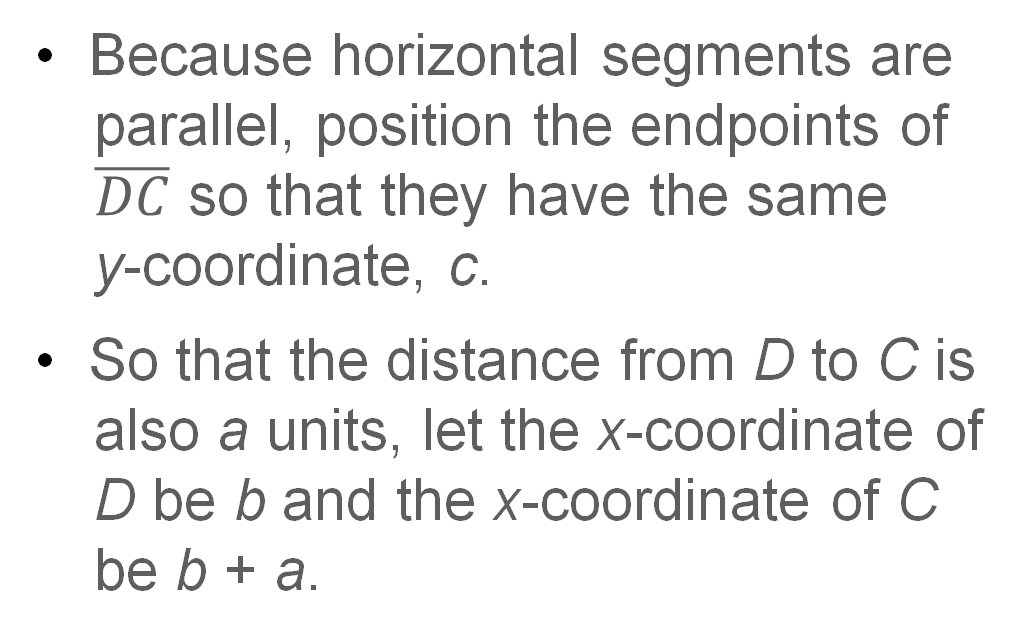 • Because horizontal segments are
parallel, position the endpoints of
D̅C̅ so that they have the same
y-coordinate, c.
• So that the distance from D to C is
also a units, let the x-coordinate of
D be b and the x-coordinate of C
be b + a.